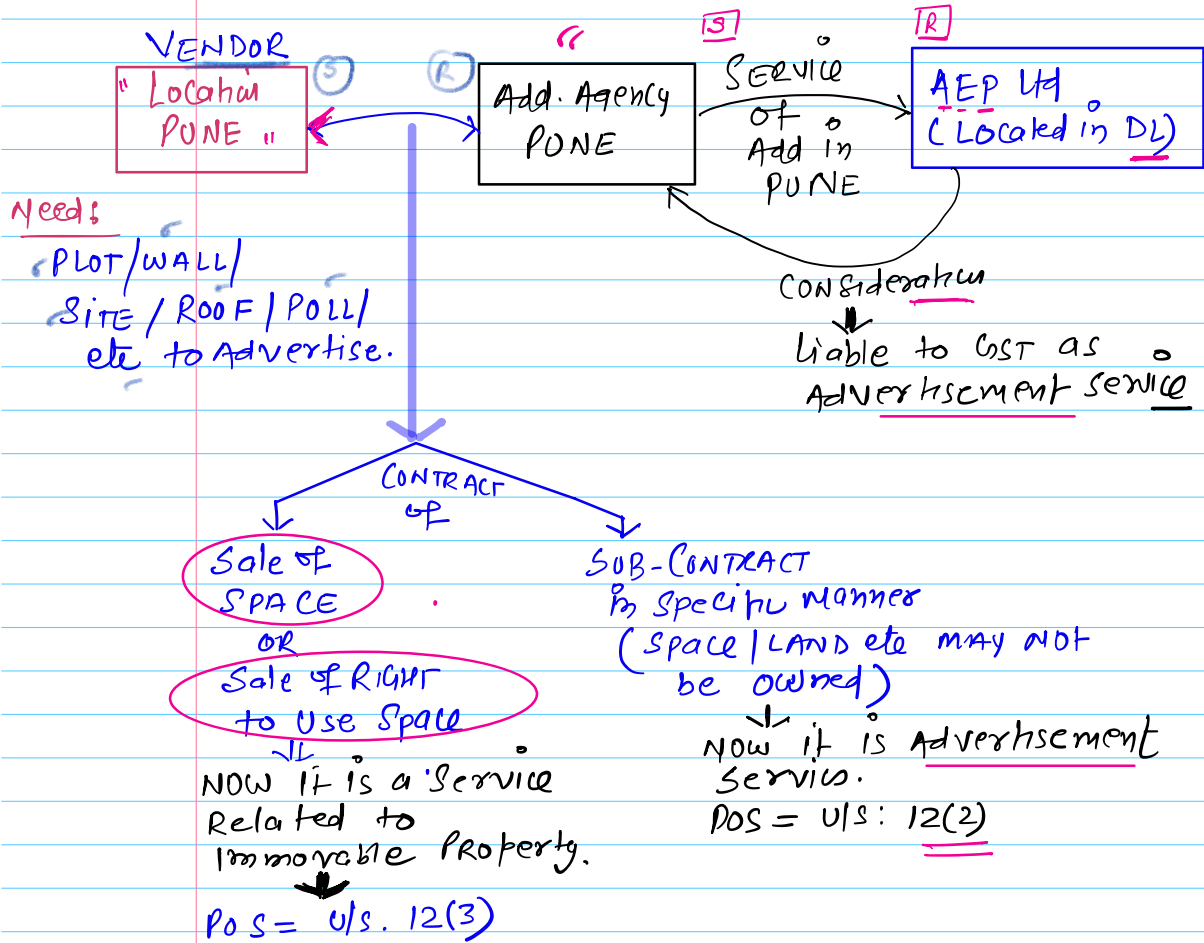 VENDOR
" Location
PUNE "
S
R
Add. Agency
PUNE
"
S
SERVICE
of
Add in
PUNE
R
AEP Ltd
(Located in DL)
Need:
PLOT/WALL/
SITE / ROOF / POLL/
etc to Advertise.
Consideration
Liable to GST as
Advertisement Service
CONTRACT
of
Sale of
SPACE
OR
Sale of RIGHT
to Use Space
NOW it is a Service
Related to
Immovable Property.
POS = U/S. 12(3)
SUB-CONTRACT
in Specific Manner
(Space/LAND etc MAY NOT
be owned)
NOW it is Advertisement
Services.
POS = U/S: 12(2)